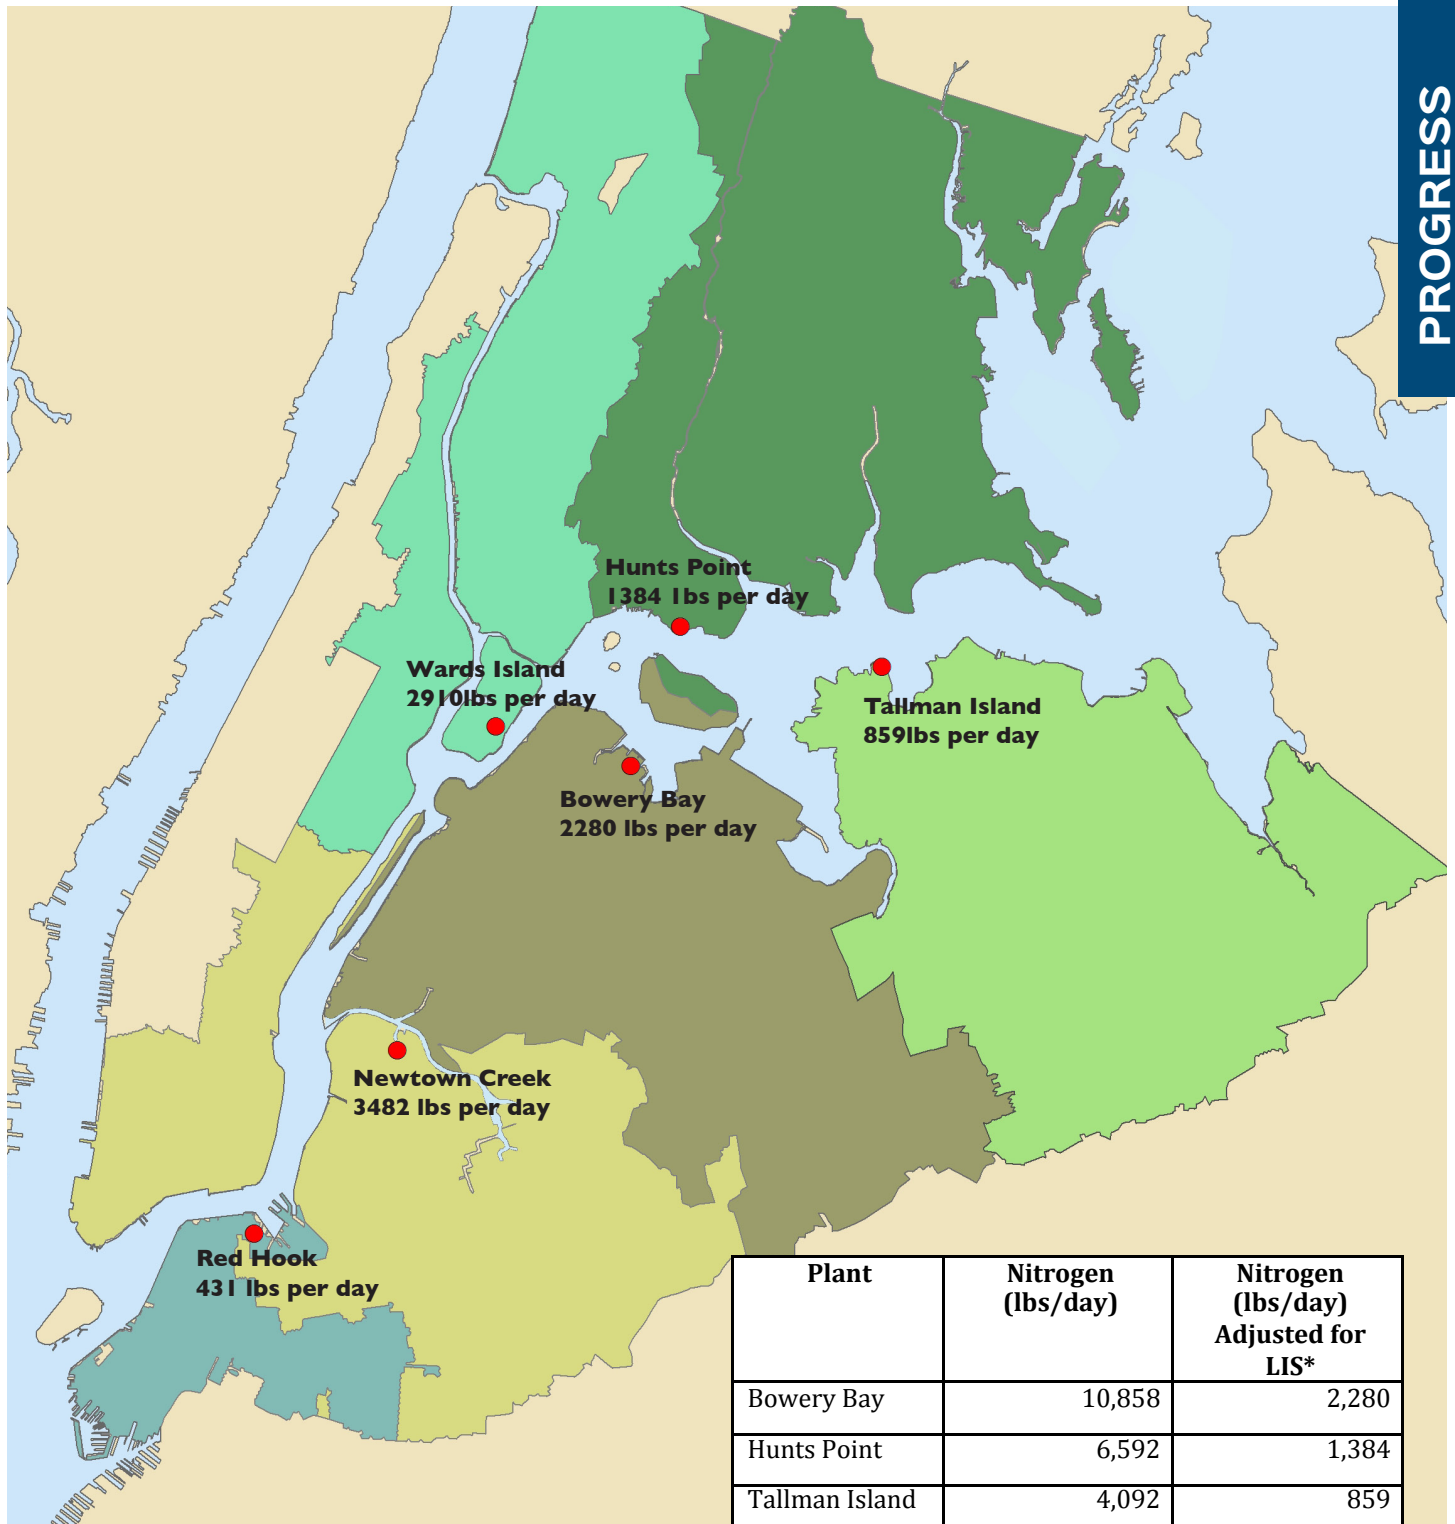 PROGRESS
Hunts Point
1384 1bs per day
Wards Island
2910lbs per day
Tallman Island
859lbs per day
Bowery Bay
2280 lbs per day
Newtown Creek
3482 lbs per day
Red Hook
431 lbs per day
Plant Nitrogen (lbs/day) Nitrogen (lbs/day) Adjusted for LIS*
Bowery Bay 10,858 2,280
Hunts Point 6,592 1,384
Tallman Island 4,092 859